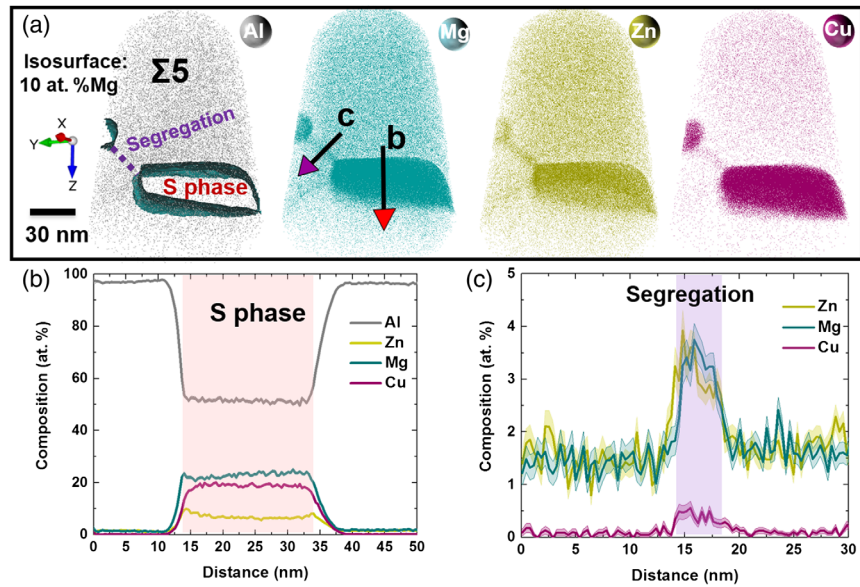 (a)
Al
Mg
Zn
Cu
Isosurface:
10 at. %Mg
Σ5
X
Y
Z
Segregation
S phase
30 nm
c
b
(b)
S phase
Al
Zn
Mg
Cu
Composition (at. %)
100
80
60
40
20
0
0 5 10 15 20 25 30 35 40 45 50
Distance (nm)
(c)
Segregation
Zn
Mg
Cu
Composition (at. %)
5
4
3
2
1
0
0 5 10 15 20 25 30
Distance (nm)